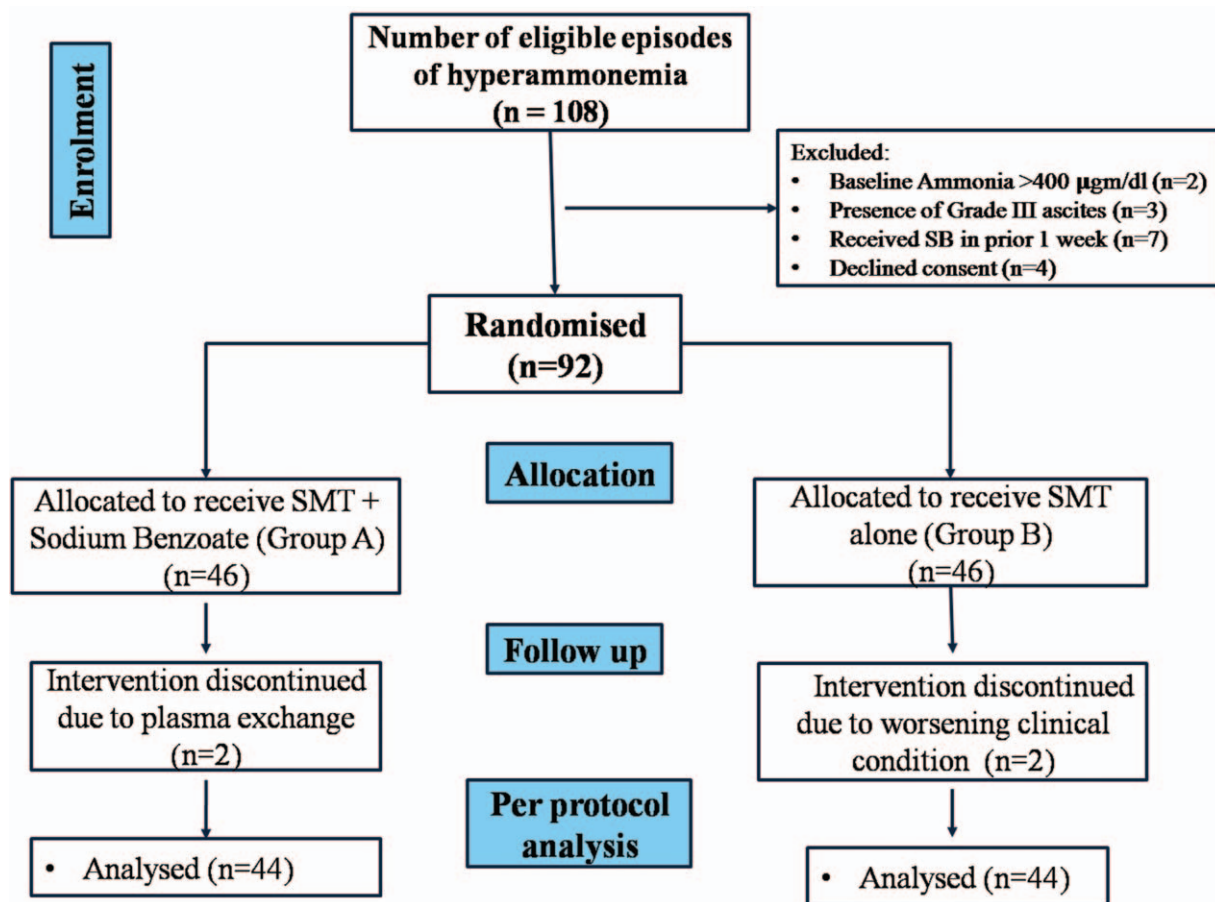 Enrolment
Number of eligible episodes
of hyperammonemia
(n = 108)
Excluded:
• Baseline Ammonia >400 µgm/dl (n=2)
• Presence of Grade III ascites (n=3)
• Received SB in prior 1 week (n=7)
• Declined consent (n=4)
Randomised
(n=92)
Allocation
Allocated to receive SMT +
Sodium Benzoate (Group A)
(n=46)
Allocated to receive SMT
alone (Group B)
(n=46)
Follow up
Intervention discontinued
due to plasma exchange
(n=2)
Intervention discontinued
due to worsening clinical
condition (n=2)
Per protocol
analysis
• Analysed (n=44)
• Analysed (n=44)